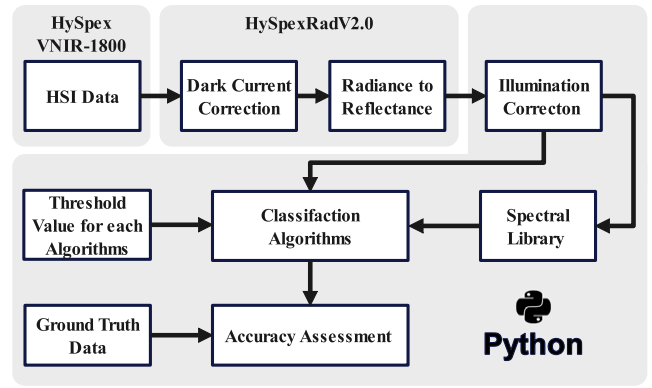 HySpex
VNIR-1800
HySpexRadV2.0
HSI Data
Dark Current
Correction
Radiance to
Reflectance
Illumination
Correcton
Threshold
Value for each
Algorithms
Classifaction
Algorithms
Spectral
Library
Ground Truth
Data
Accuracy Assessment
Python